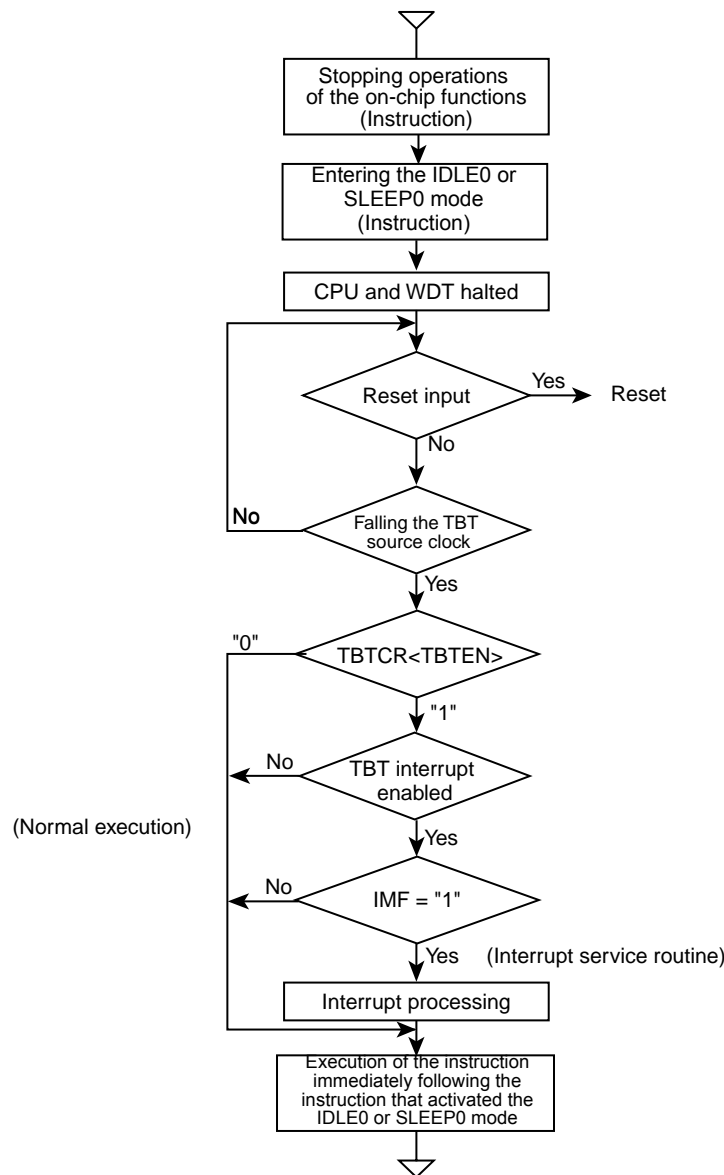 Stopping operations
of the on-chip functions
(Instruction)
Entering the IDLE0 or
SLEEP0 mode
(Instruction)
CPU and WDT halted
Reset input
Yes
Reset
No
Falling the TBT
source clock
No
Yes
TBTCR<TBTEN>
"0"
"1"
TBT interrupt
enabled
No
Yes
(Normal execution)
IMF = "1"
No
Yes
(Interrupt service routine)
Interrupt processing
Execution of the instruction
immediately following the
instruction that activated the
IDLE0 or SLEEP0 mode